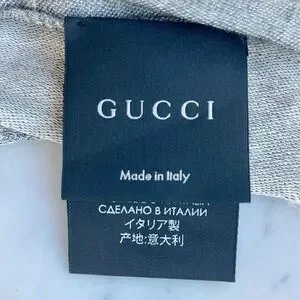 GUCCI
Made in Italy
СДЕЛАНО В ИТАЛИИ
イタリア製
产地:意大利